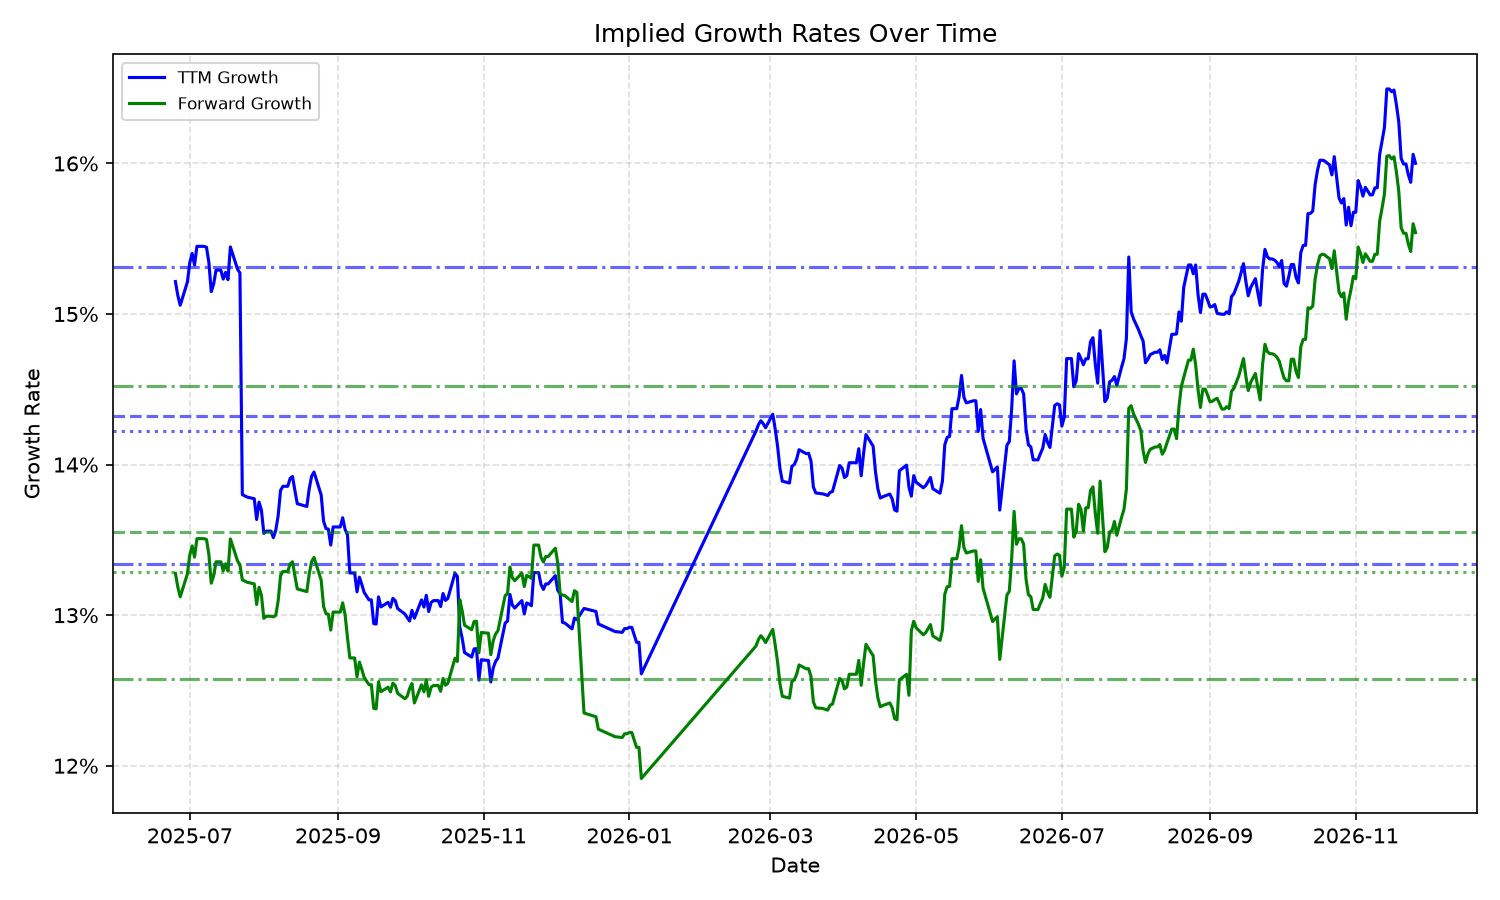 Implied Growth Rates Over Time
TTM Growth
Forward Growth
Growth Rate
16%
15%
14%
13%
12%
2025-07
2025-09
2025-11
2026-01
2026-03
2026-05
2026-07
2026-09
2026-11
Date